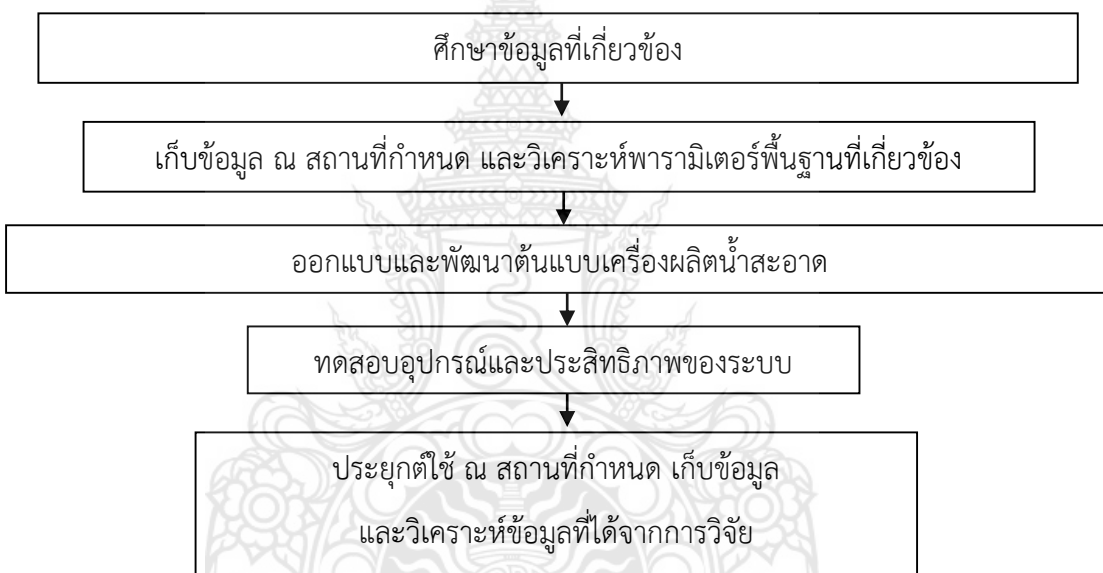 ศึกษาข้อมูลที่เกี่ยวข้อง
เก็บข้อมูล ณ สถานที่กำหนด และวิเคราะห์พารามิเตอร์พื้นฐานที่เกี่ยวข้อง
ออกแบบและพัฒนาต้นแบบเครื่องผลิตน้ำสะอาด
ทดสอบอุปกรณ์และประสิทธิภาพของระบบ
ประยุกต์ใช้ ณ สถานที่กำหนด เก็บข้อมูล
และวิเคราะห์ข้อมูลที่ได้จากการวิจัย